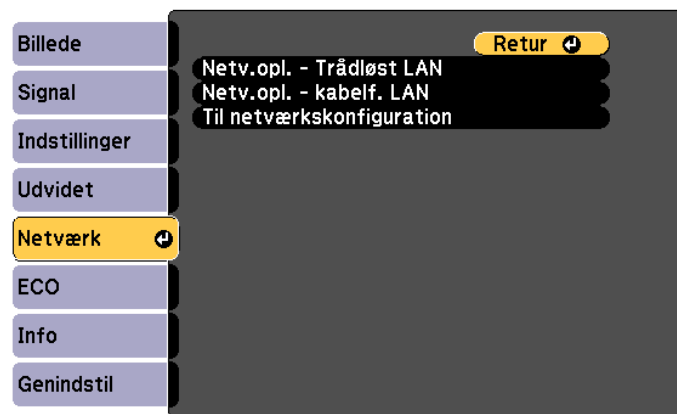 Billede
Signal
Indstillinger
Udvidet
Netværk
ECO
Info
Genindstil
Retur
Netv.opl. - Trådløst LAN
Netv.opl. - kabelf. LAN
Til netværkskonfiguration